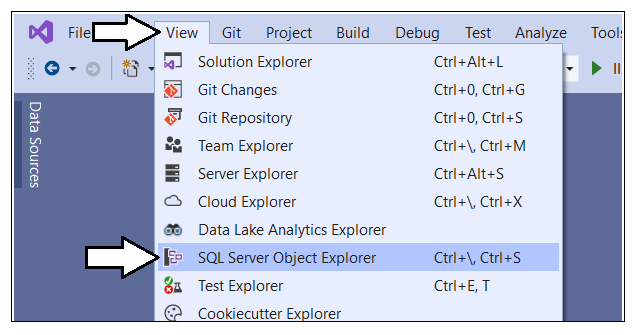 File View Git Project Build Debug Test Analyze Tools
Data Sources
Solution Explorer Ctrl+Alt+L
Git Changes Ctrl+0, Ctrl+G
Git Repository Ctrl+0, Ctrl+S
Team Explorer Ctrl+\, Ctrl+M
Server Explorer Ctrl+Alt+S
Cloud Explorer Ctrl+\, Ctrl+X
Data Lake Analytics Explorer
SQL Server Object Explorer Ctrl+\, Ctrl+S
Test Explorer Ctrl+E, T
Cookiecutter Explorer